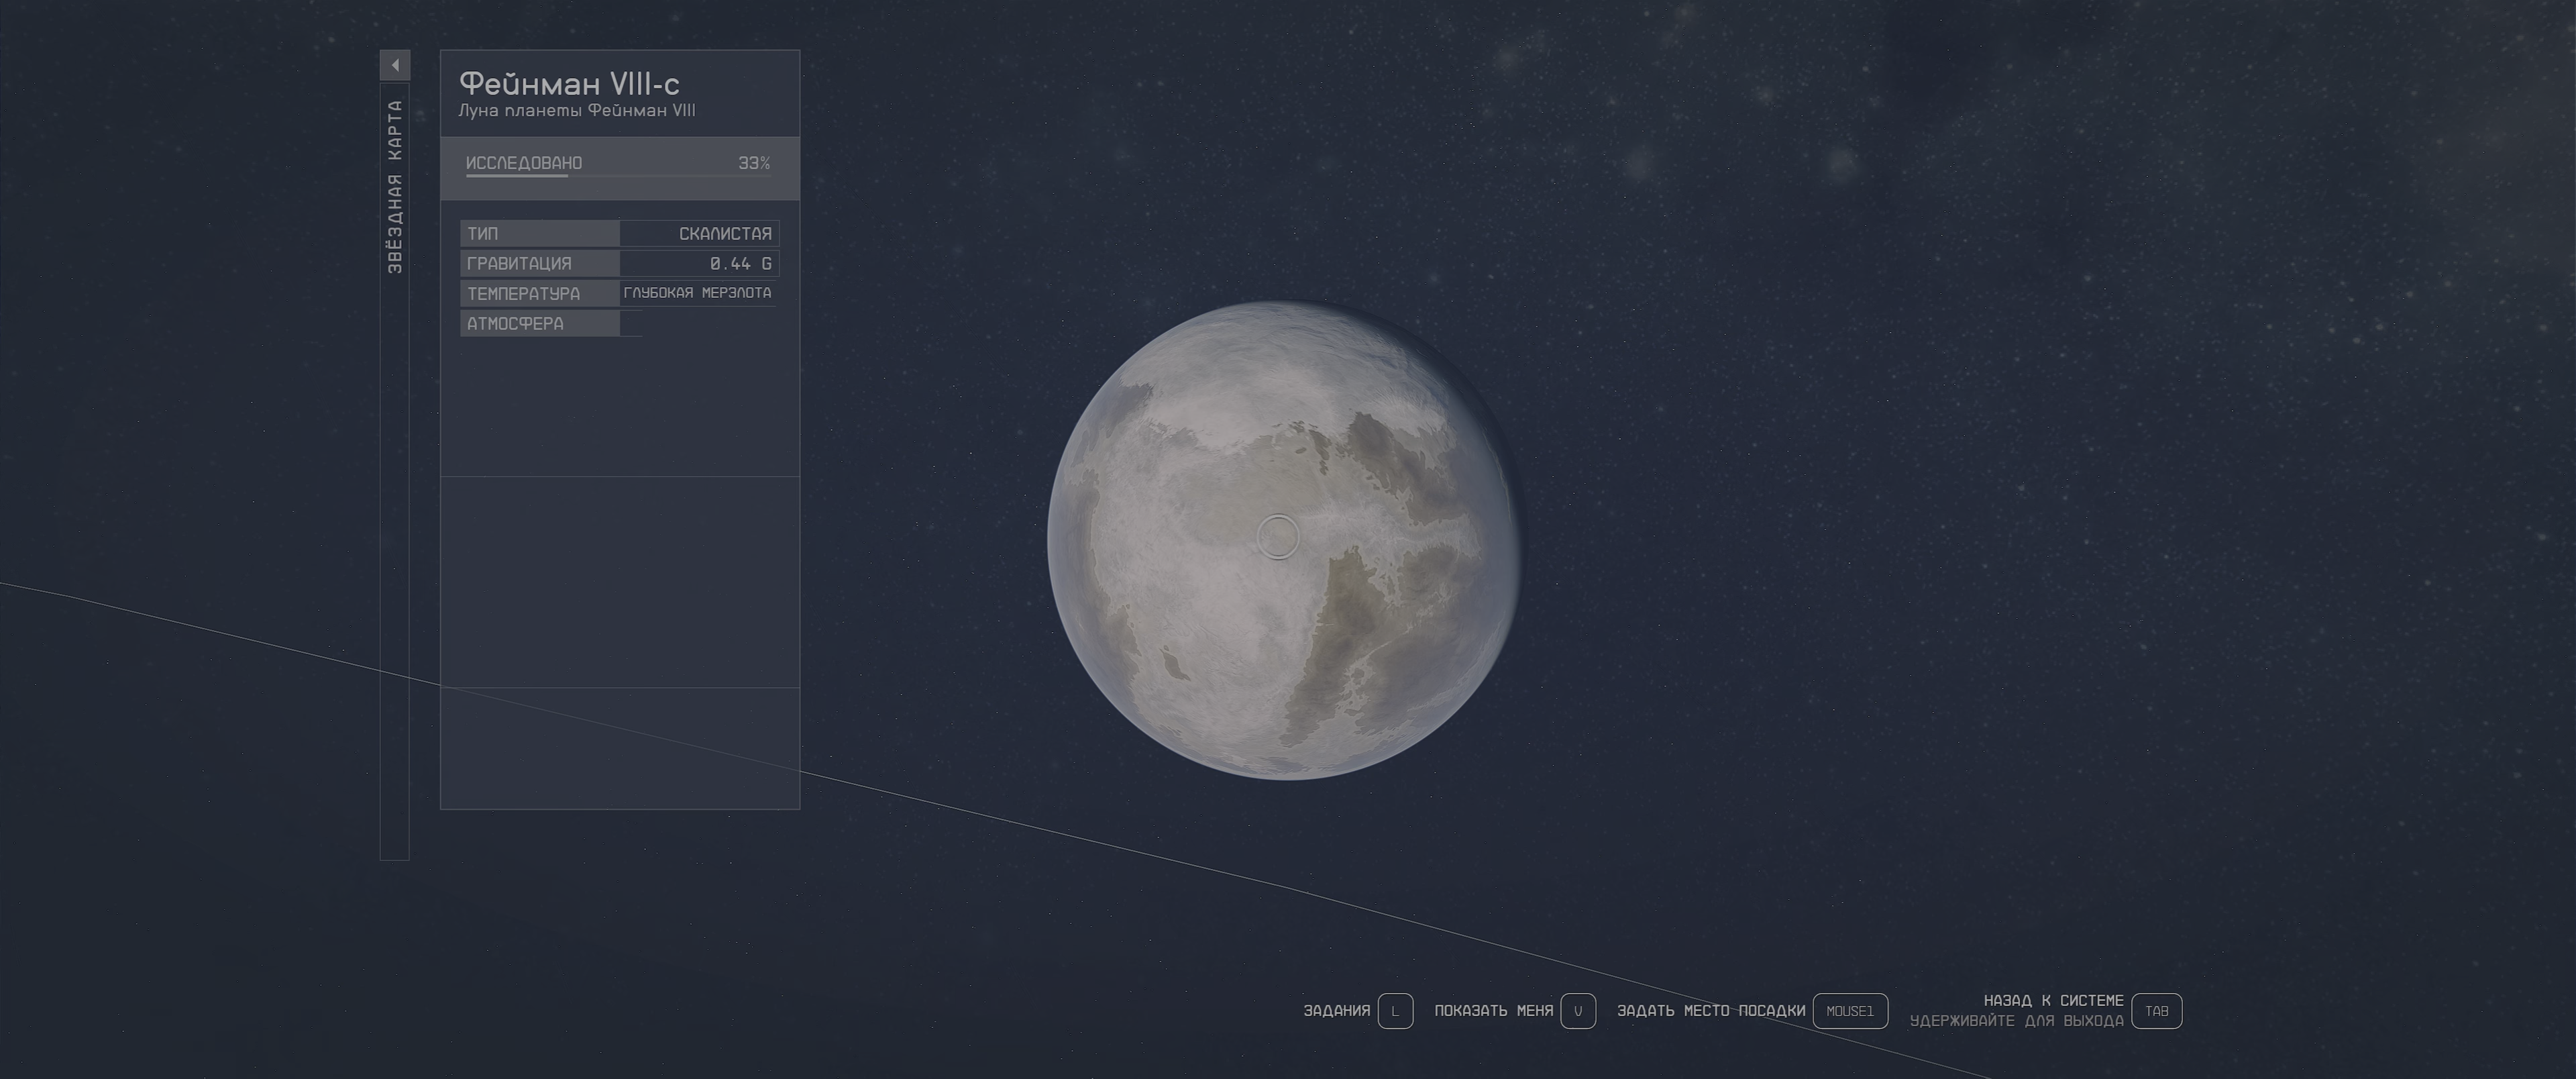 Фейнман VIII-c
Луна планеты Фейнман VIII
ЗВЁЗДНАЯ КАРТА
ИССЛЕДОВАНО 33%
ТИП СКАЛИСТАЯ
ГРАВИТАЦИЯ 0.44 G
ТЕМПЕРАТУРА ГЛУБОКАЯ МЕРЗЛОТА
АТМОСФЕРА
ЗАДАНИЯ L ПОКАЗАТЬ МЕНЯ V ЗАДАТЬ МЕСТО ПОСАДКИ MOUSE1 НАЗАД К СИСТЕМЕ TAB
УДЕРЖИВАЙТЕ ДЛЯ ВЫХОДА